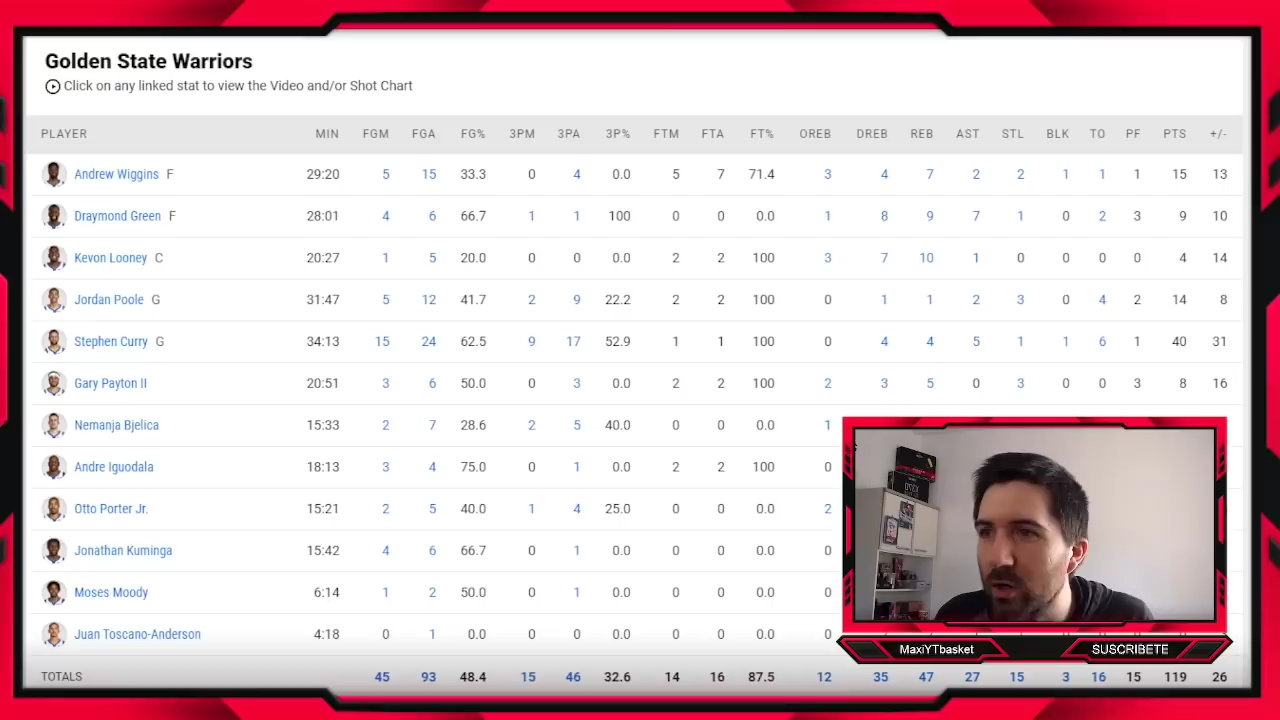 Golden State Warriors
Click on any linked stat to view the Video and/or Shot Chart
PLAYER MIN FGM FGA FG% 3PM 3PA 3P% FTM FTA FT% OREB DREB REB AST STL BLK TO PF PTS +/-
Andrew Wiggins F 29:20 5 15 33.3 0 4 0.0 5 7 71.4 3 4 7 2 2 1 1 1 15 13
Draymond Green F 28:01 4 6 66.7 1 1 100 0 0 0.0 1 8 9 7 1 0 2 3 9 10
Kevon Looney C 20:27 1 5 20.0 0 0 0.0 2 2 100 3 7 10 1 0 0 0 0 4 14
Jordan Poole G 31:47 5 12 41.7 2 9 22.2 2 2 100 0 1 1 2 3 0 4 2 14 8
Stephen Curry G 34:13 15 24 62.5 9 17 52.9 1 1 100 0 4 4 5 1 1 6 1 40 31
Gary Payton II 20:51 3 6 50.0 0 3 0.0 2 2 100 2 3 5 0 3 0 0 3 8 16
Nemanja Bjelica 15:33 2 7 28.6 2 5 40.0 0 0 0.0 1
Andre Iguodala 18:13 3 4 75.0 0 1 0.0 2 2 100 0
Otto Porter Jr. 15:21 2 5 40.0 1 4 25.0 0 0 0.0 2
Jonathan Kuminga 15:42 4 6 66.7 0 1 0.0 0 0 0.0 0
Moses Moody 6:14 1 2 50.0 0 1 0.0 0 0 0.0 0
Juan Toscano-Anderson 4:18 0 1 0.0 0 0 0.0 0 0 0.0 0
MaxiYTbasket SUSCRIBETE
TOTALS 45 93 48.4 15 46 32.6 14 16 87.5 12 35 47 27 15 3 16 15 119 26